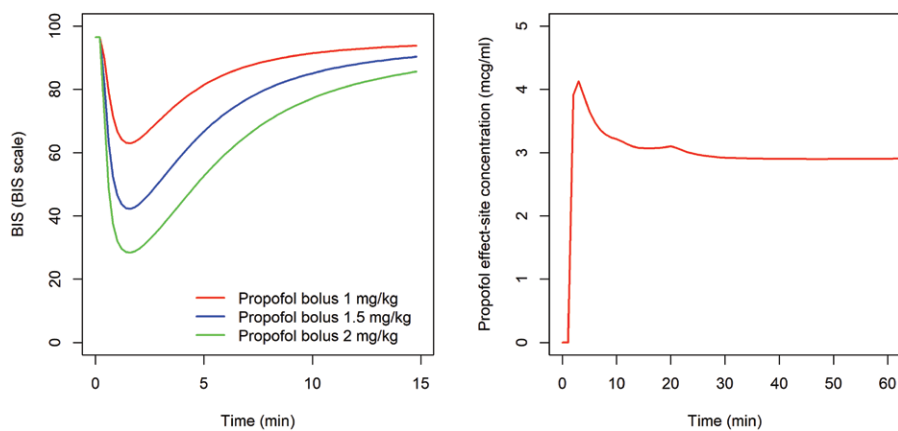 BIS (BIS scale)
100
80
60
40
20
0
Propofol bolus 1 mg/kg
Propofol bolus 1.5 mg/kg
Propofol bolus 2 mg/kg
0 5 10 15
Time (min)
Propofol effect-site concentration (mcg/ml)
5
4
3
2
1
0
0 10 20 30 40 50 60
Time (min)